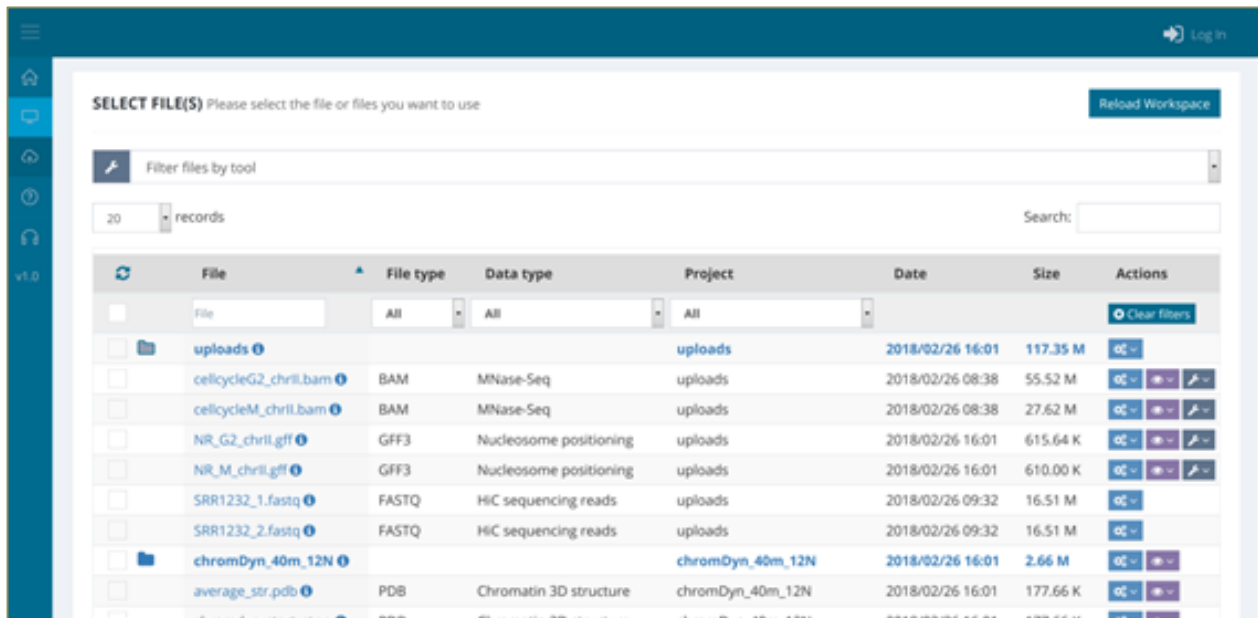 Log In
SELECT FILE(S) Please select the file or files you want to use
Reload Workspace
Filter files by tool
20 records
Search:
File File type Data type Project Date Size Actions
File All All All Clear filters
uploads uploads 2018/02/26 16:01 117.35 M
cellcycleG2_chrII.bam BAM MNase-Seq uploads 2018/02/26 08:38 55.52 M
cellcycleM_chrII.bam BAM MNase-Seq uploads 2018/02/26 08:38 27.62 M
NR_G2_chrII.gff GFF3 Nucleosome positioning uploads 2018/02/26 16:01 615.64 K
NR_M_chrII.gff GFF3 Nucleosome positioning uploads 2018/02/26 16:01 610.00 K
SRR1232_1.fastq FASTQ HiC sequencing reads uploads 2018/02/26 09:32 16.51 M
SRR1232_2.fastq FASTQ HiC sequencing reads uploads 2018/02/26 09:32 16.51 M
chromDyn_40m_12N chromDyn_40m_12N 2018/02/26 16:01 2.66 M
average_str.pdb PDB Chromatin 3D structure chromDyn_40m_12N 2018/02/26 16:01 177.66 K
v1.0